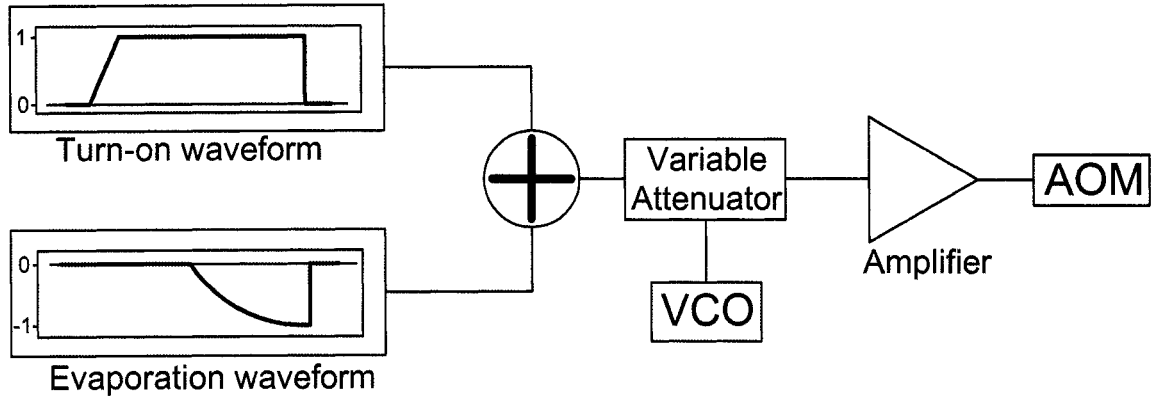 1
0
Turn-on waveform
0
-1
Evaporation waveform
Variable
Attenuator
VCO
Amplifier
AOM